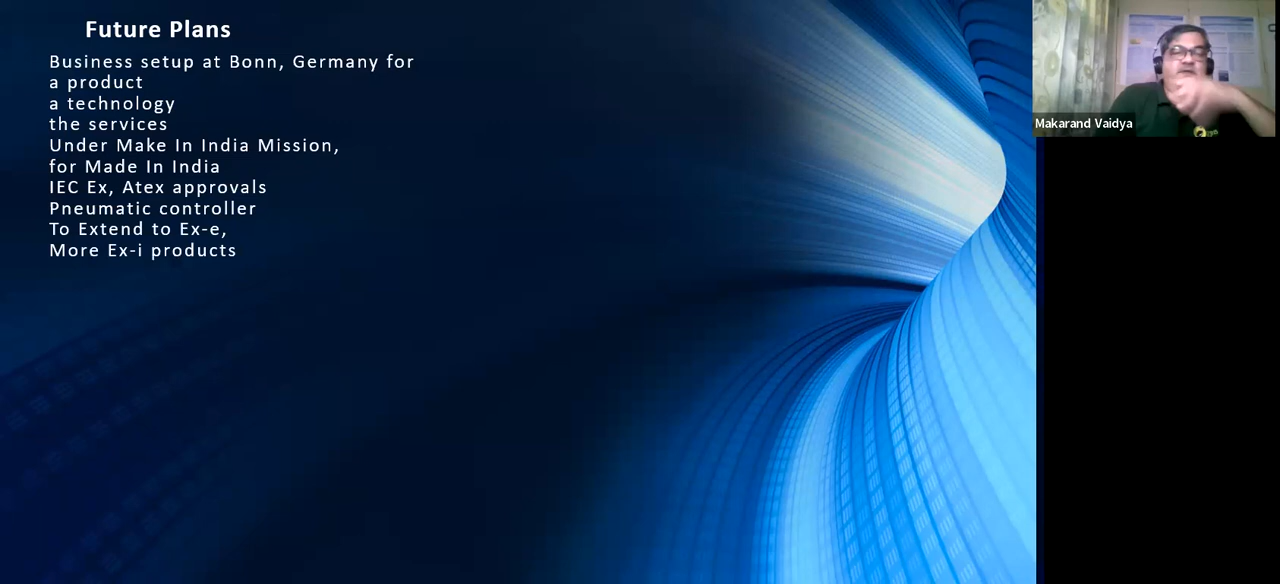 Future Plans
Business setup at Bonn, Germany for
a product
a technology
the services
Under Make In India Mission,
for Made In India
IEC Ex, Atex approvals
Pneumatic controller
To Extend to Ex-e,
More Ex-i products
Makarand Vaidya